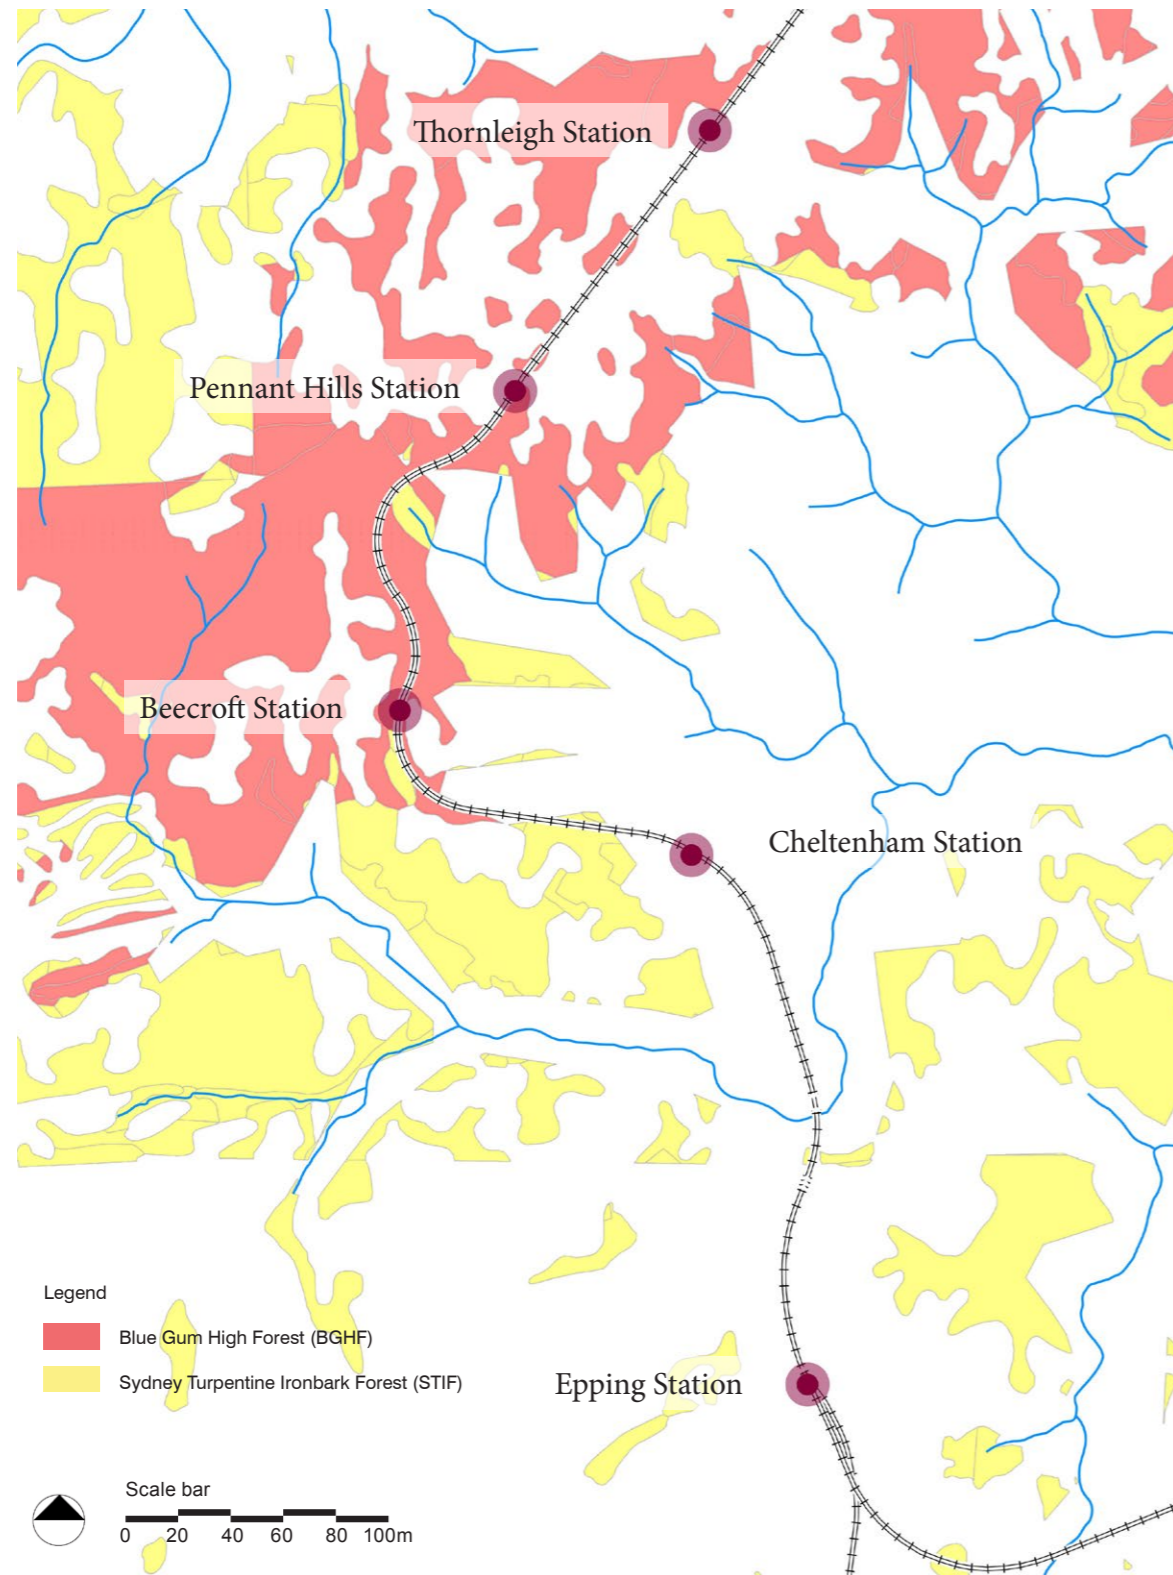 Thornleigh Station
Pennant Hills Station
Beecroft Station
Cheltenham Station
Epping Station
Legend
Blue Gum High Forest (BGHF)
Sydney Turpentine Ironbark Forest (STIF)
Scale bar
0 20 40 60 80 100m